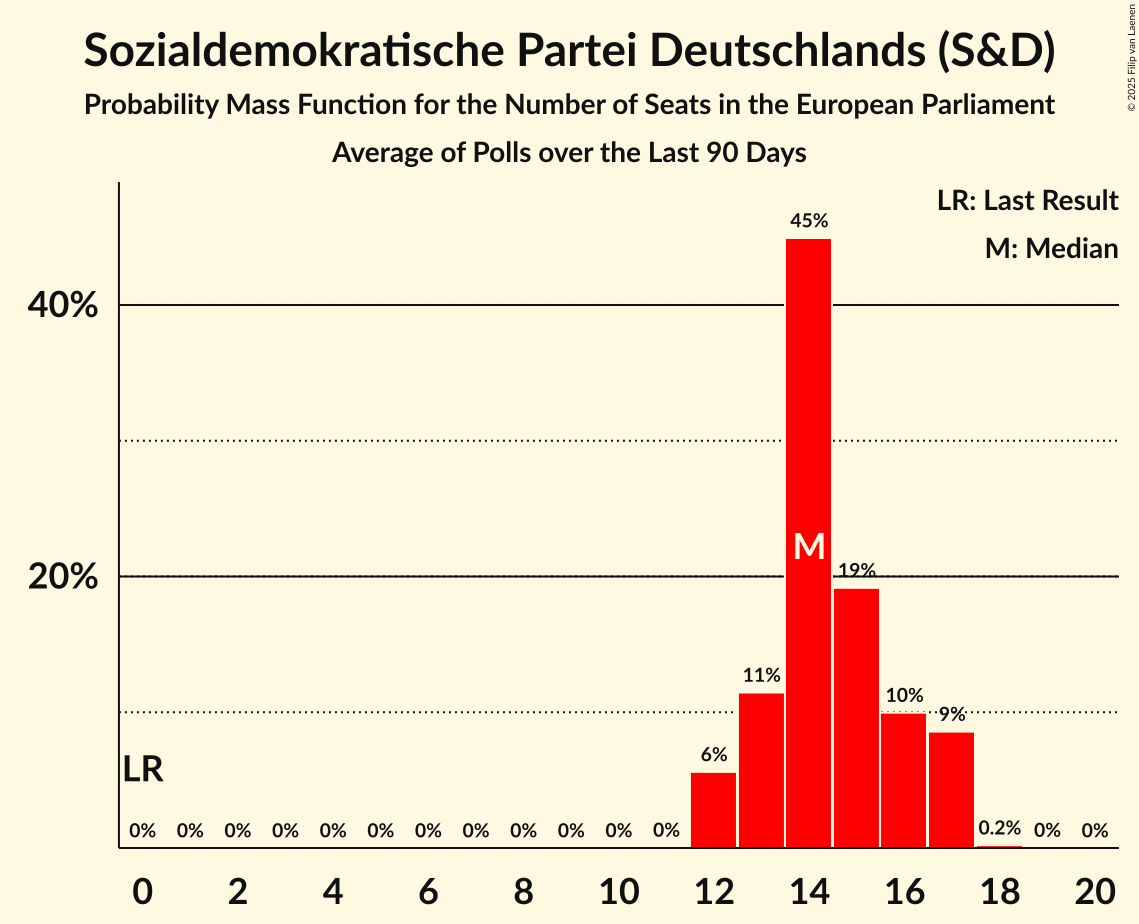 Sozialdemokratische Partei Deutschlands (S&D)
Probability Mass Function for the Number of Seats in the European Parliament
Average of Polls over the Last 90 Days
© 2025 Filip van Laenen
LR: Last Result
M: Median
45%
40%
M
20%
19%
11%
10%
9%
6%
LR
0% 0% 0% 0% 0% 0% 0% 0% 0% 0% 0% 0% 0.2% 0% 0%
0 2 4 6 8 10 12 14 16 18 20